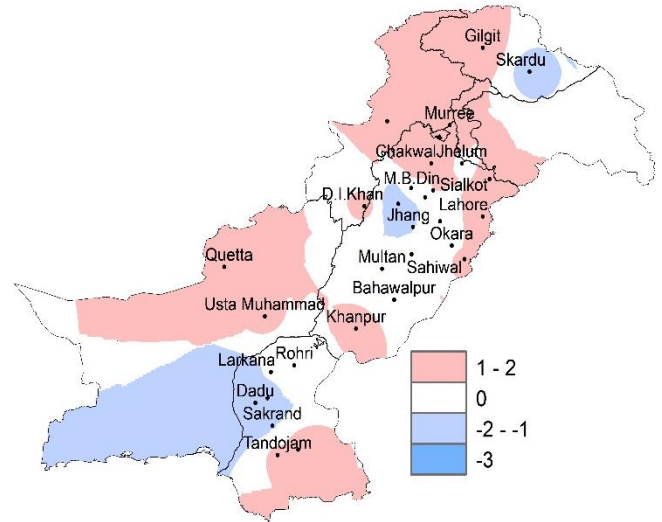 Gilgit
Skardu
Murree
Chakwal
Jhelum
M.B.Din
Sialkot
D.I.Khan
Lahore
Jhang
Okara
Quetta
Multan
Sahiwal
Bahawalpur
Usta Muhammad
Khanpur
Larkana
Rohri
1 - 2
0
Dadu
-2 - -1
Sakrand
-3
Tandojam